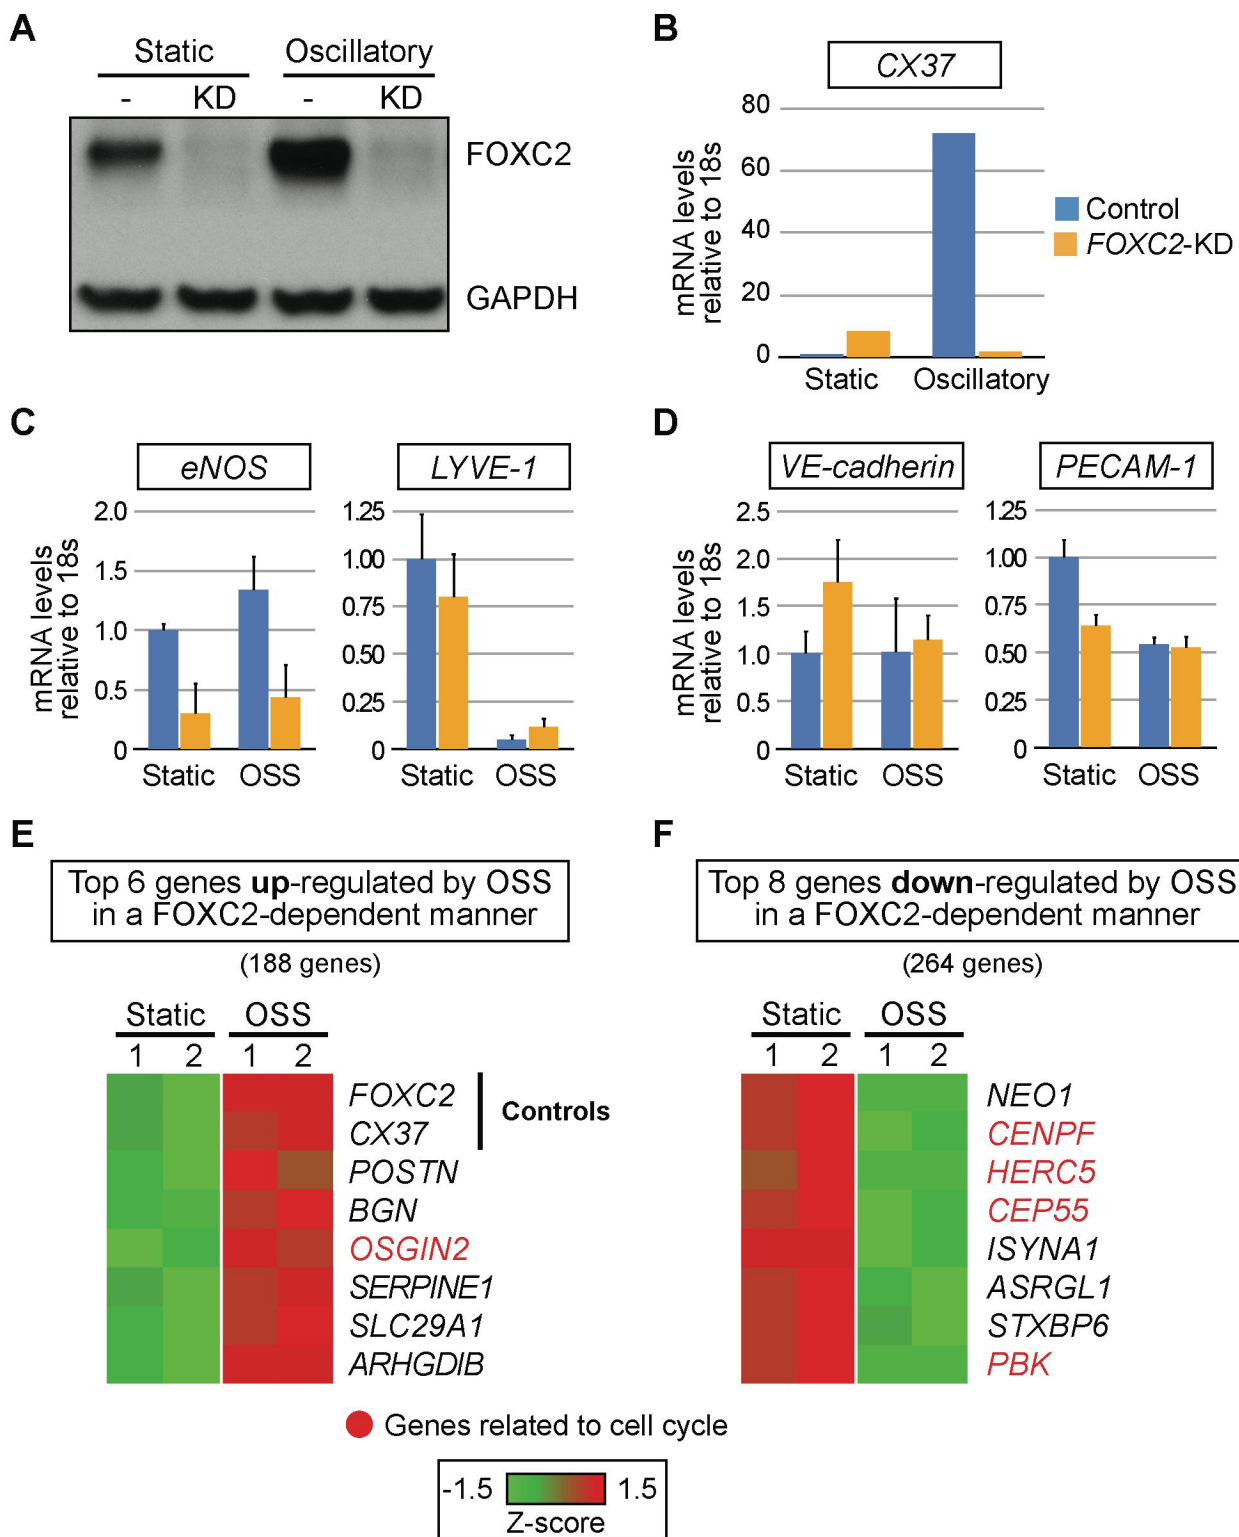 A
Static Oscillatory
- KD - KD
FOXC2
GAPDH
B
CX37
mRNA levels
relative to 18s
80
60
40
20
0
Static Oscillatory
Control
FOXC2-KD
C
eNOS
mRNA levels
relative to 18s
2.0
1.5
1.0
0.5
0
Static OSS
LYVE-1
1.25
1.00
0.75
0.50
0.25
0
Static OSS
D
VE-cadherin
mRNA levels
relative to 18s
2.5
2.0
1.5
1.0
0.5
0
Static OSS
PECAM-1
1.25
1.00
0.75
0.50
0.25
0
Static OSS
E
Top 6 genes up-regulated by OSS
in a FOXC2-dependent manner
(188 genes)
Static OSS
1 2 1 2
FOXC2
CX37
Controls
POSTN
BGN
OSGIN2
SERPINE1
SLC29A1
ARHGDIB
F
Top 8 genes down-regulated by OSS
in a FOXC2-dependent manner
(264 genes)
Static OSS
1 2 1 2
NEO1
CENPF
HERC5
CEP55
ISYNA1
ASRGL1
STXBP6
PBK
Genes related to cell cycle
-1.5 1.5
Z-score